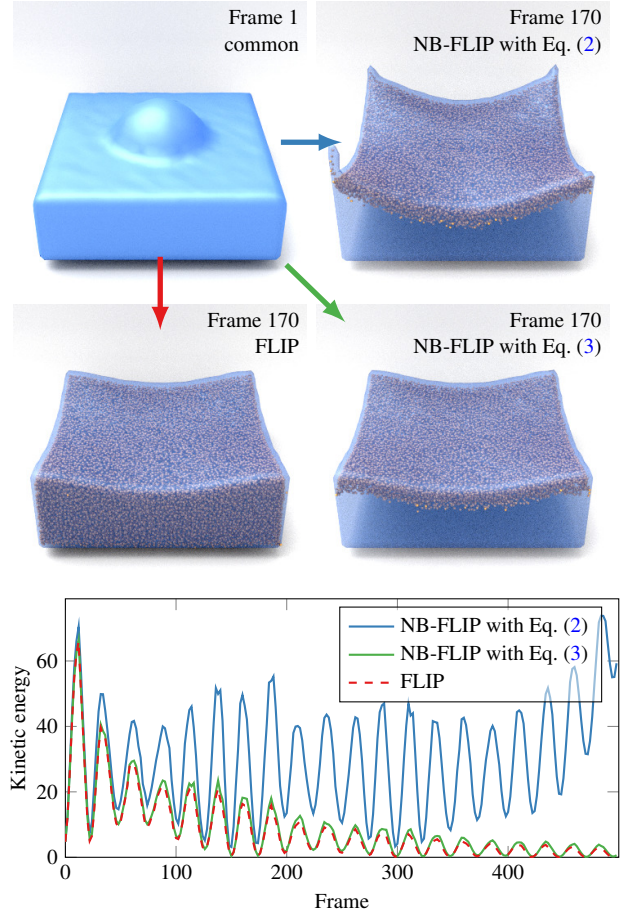 Frame 1
common
Frame 170
NB-FLIP with Eq. (2)
Frame 170
FLIP
Frame 170
NB-FLIP with Eq. (3)
NB-FLIP with Eq. (2)
NB-FLIP with Eq. (3)
FLIP
Kinetic energy
60
40
20
0
0 100 200 300 400
Frame